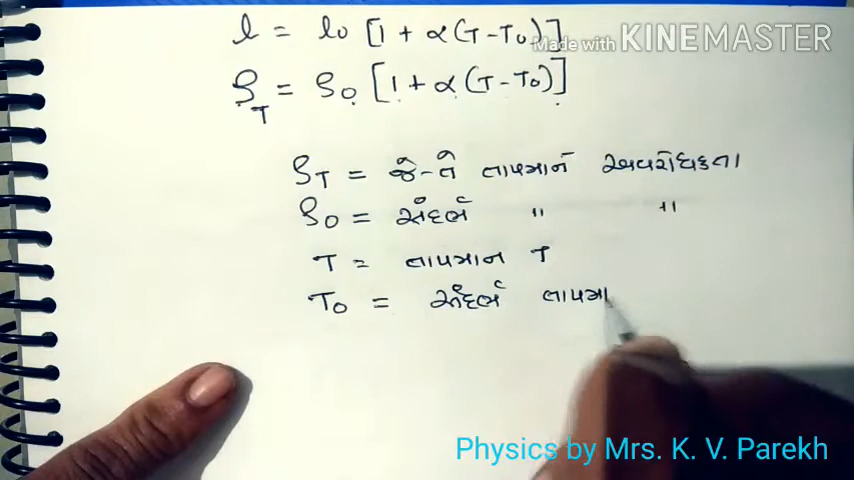 l = l0 [1 + α(T-T0)]
Made with KINEMASTER
ρT = ρ0 [1 + α(T-T0)]
ρT = જે-તે તાપમાને અવરોધકતા
ρ0 = સંદર્ભ " "
T = તાપમાન T
T0 = સંદર્ભ તાપમા
Physics by Mrs. K. V. Parekh